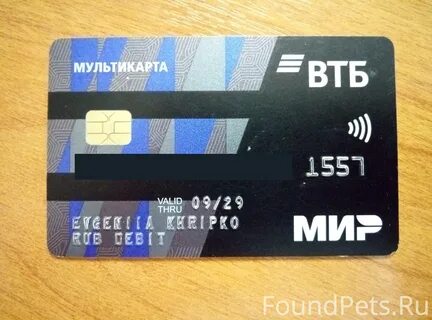 МУЛЬТИКАРТА
ВТБ
1557
VALID THRU 09/29
EVGENIIA KHRIPKO
RUB DEBIT
МИР
FoundPets.Ru